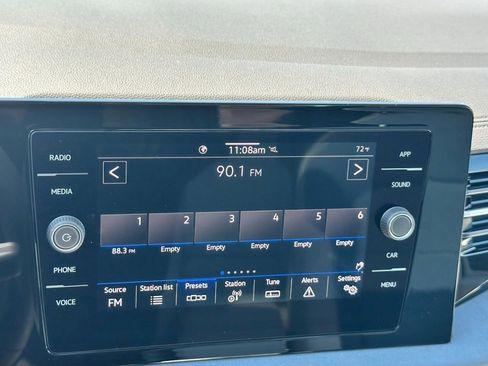 RADIO
MEDIA
PHONE
VOICE
11:08am
72°F
90.1 FM
1 2 3 4 5 6
88.3 FM Empty Empty Empty Empty Empty
Source Station list Presets Station Tune Alerts Settings
FM
APP
SOUND
CAR
MENU